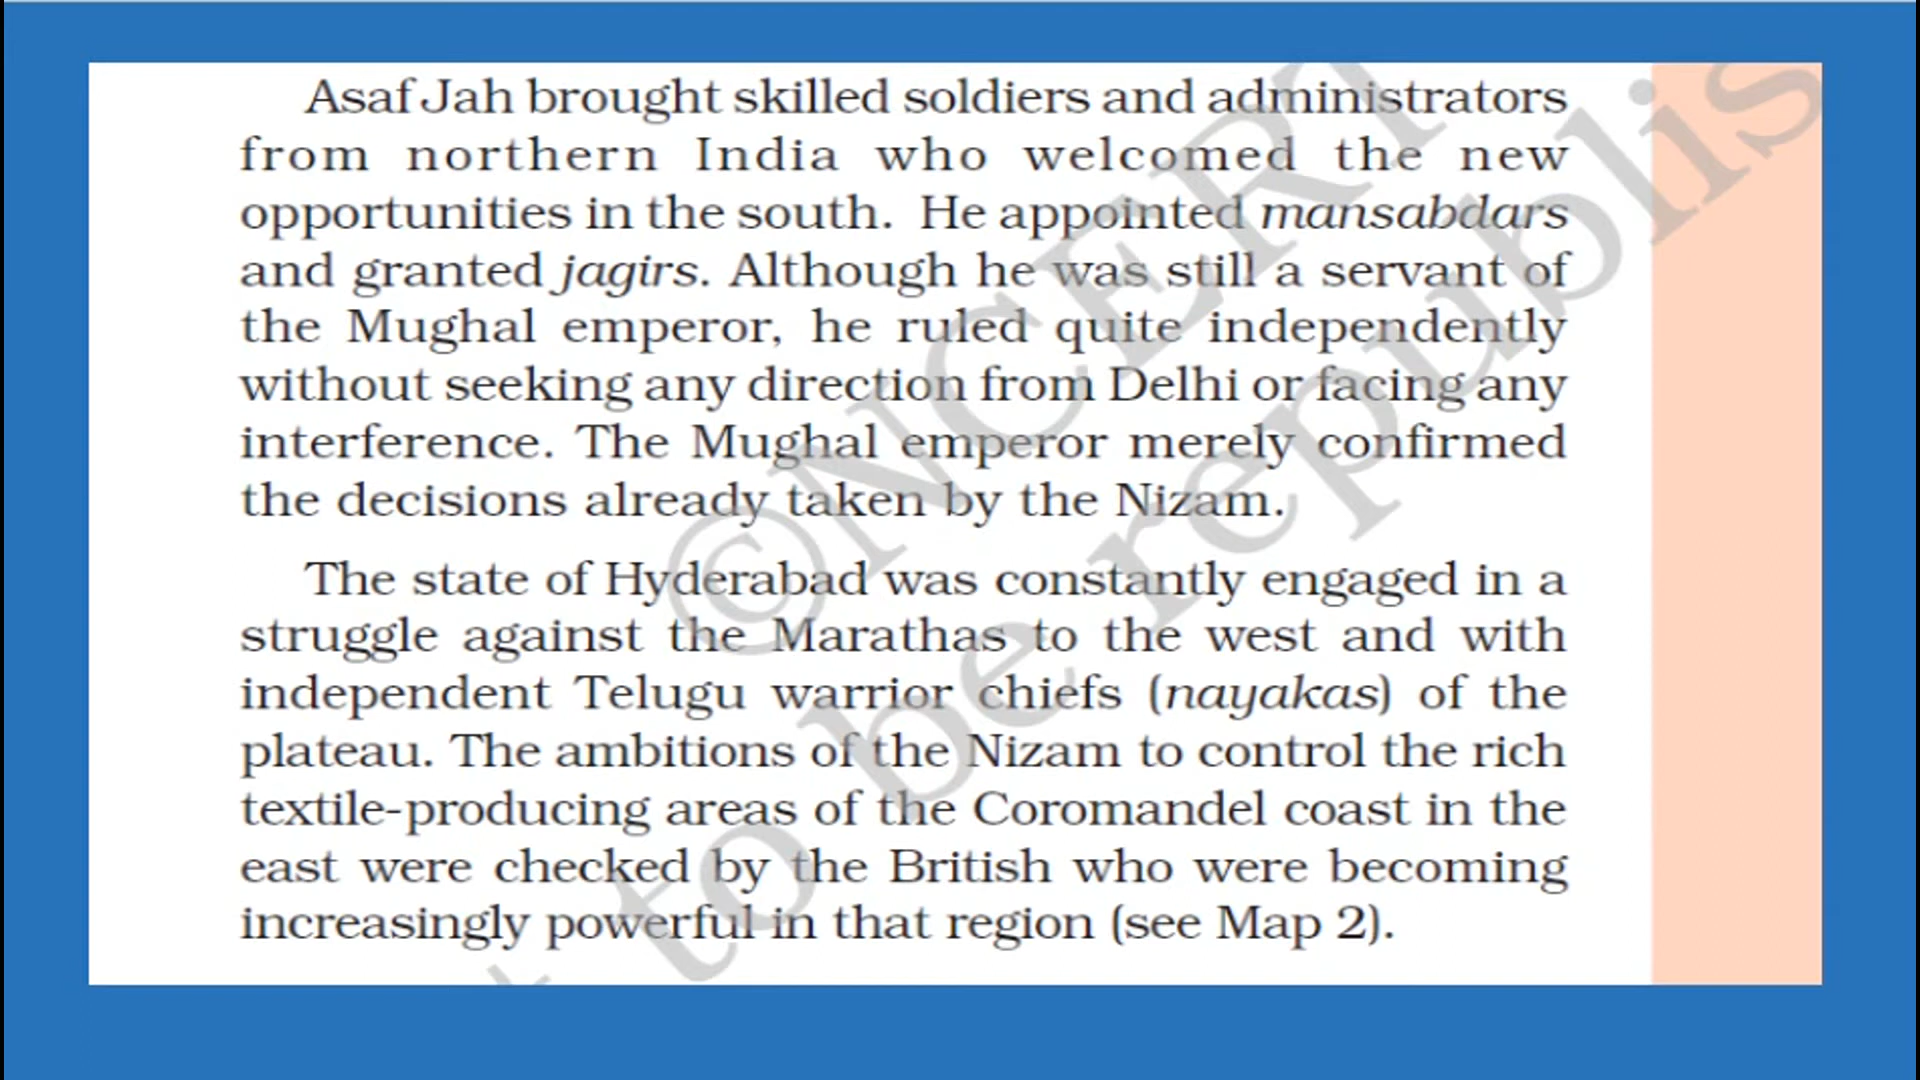 Asaf Jah brought skilled soldiers and administrators
from northern India who welcomed the new
opportunities in the south. He appointed mansabdars
and granted jagirs. Although he was still a servant of
the Mughal emperor, he ruled quite independently
without seeking any direction from Delhi or facing any
interference. The Mughal emperor merely confirmed
the decisions already taken by the Nizam.
The state of Hyderabad was constantly engaged in a
struggle against the Marathas to the west and with
independent Telugu warrior chiefs (nayakas) of the
plateau. The ambitions of the Nizam to control the rich
textile-producing areas of the Coromandel coast in the
east were checked by the British who were becoming
increasingly powerful in that region (see Map 2).
©NCERT
to be republis